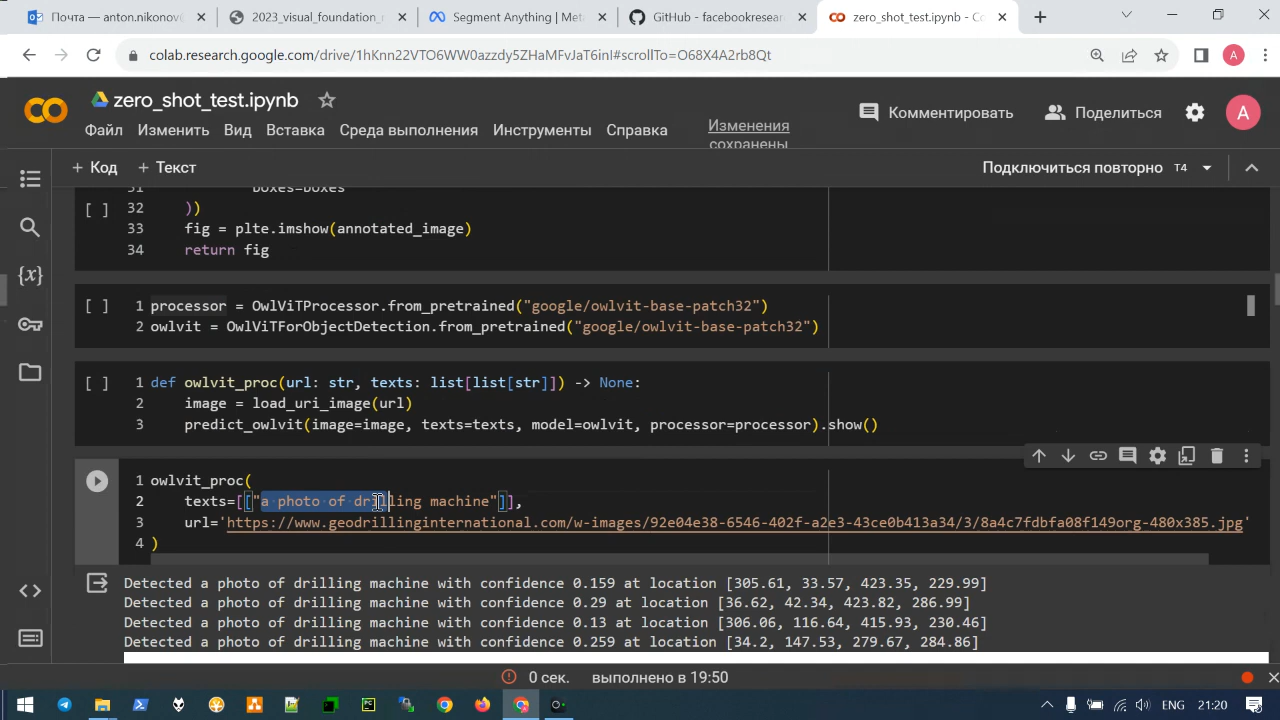 Почта — anton.nikonovi
2023_visual_foundation_
Segment Anything | Met
GitHub - facebookresear
zero_shot_test.ipynb - Co
colab.research.google.com/drive/1hKnn22VTO6WW0azzdy5ZHaMFvJaT6inI#scrollTo=O68X4A2rb8Qt
A
zero_shot_test.ipynb
Комментировать
Поделиться
A
Файл Изменить Вид Вставка Среда выполнения Инструменты Справка
Изменения сохранены
+ Код + Текст
Подключиться повторно T4
31 boxes=boxes
[ ] 32 ))
33 fig = plte.imshow(annotated_image)
34 return fig
[ ] 1 processor = OwlViTProcessor.from_pretrained("google/owlvit-base-patch32")
2 owlvit = OwlViTForObjectDetection.from_pretrained("google/owlvit-base-patch32")
{x}
[ ] 1 def owlvit_proc(url: str, texts: list[list[str]]) -> None:
2 image = load_uri_image(url)
3 predict_owlvit(image=image, texts=texts, model=owlvit, processor=processor).show()
1 owlvit_proc(
2 texts=[["a photo of drilling machine"]],
3 url='https://www.geodrillinginternational.com/w-images/92e04e38-6546-402f-a2e3-43ce0b413a34/3/8a4c7fdbfa08f149org-480x385.jpg'
4 )
Detected a photo of drilling machine with confidence 0.159 at location [305.61, 33.57, 423.35, 229.99]
Detected a photo of drilling machine with confidence 0.29 at location [36.62, 42.34, 423.82, 286.99]
Detected a photo of drilling machine with confidence 0.13 at location [306.06, 116.64, 415.93, 230.46]
Detected a photo of drilling machine with confidence 0.259 at location [34.2, 147.53, 279.67, 284.86]
0 сек. выполнено в 19:50
ENG 21:20